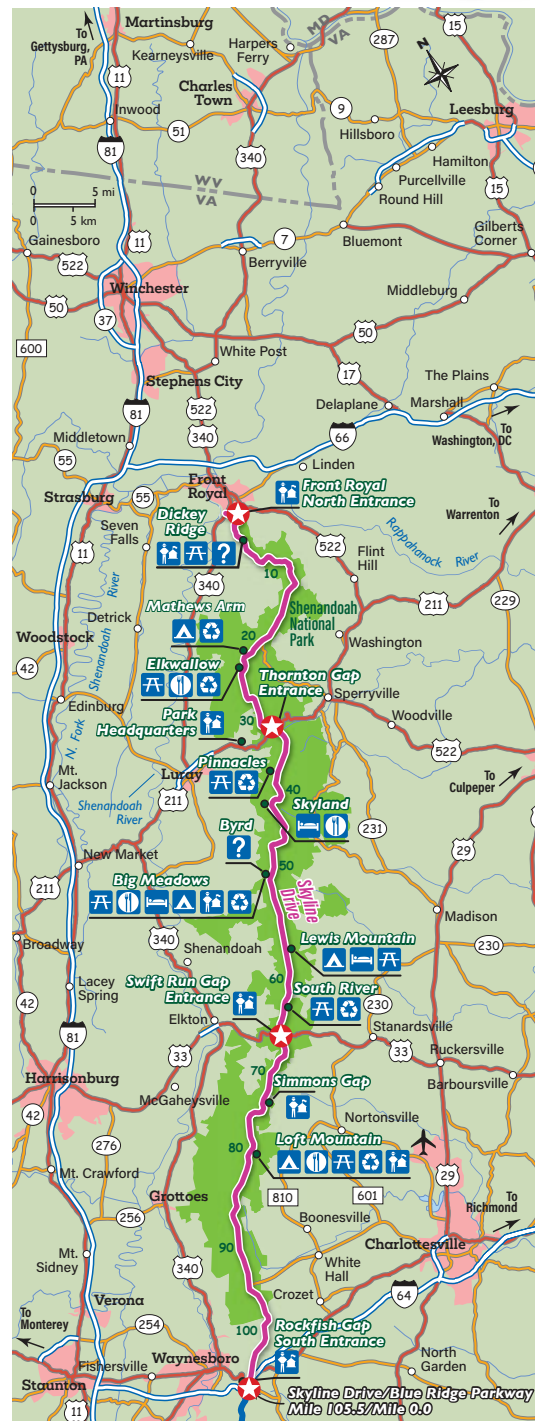 To
Gettysburg,
PA
Martinsburg
Kearneysville
Harpers
Ferry
MD
VA
287
15
11
Charles
Town
N
Leesburg
9
Inwood
51
Hillsboro
81
340
Hamilton
Purcellville
15
WV
VA
Round Hill
0 5 mi
0 5 km
11
7
Bluemont
Gilberts
Corner
Gainesboro
522
Berryville
Winchester
Middleburg
50
37
50
600
White Post
17
Stephens City
The Plains
81
522
Delaplane
Marshall
340
66
To
Washington, DC
Middletown
55
Linden
Strasburg
55
Front
Royal
Front Royal
North Entrance
To
Warrenton
Seven
Falls
Dickey
Ridge
?
11
522
Rappahanock River
10
340
Flint
Hill
Shenandoah River
Mathews Arm
Shenandoah
National
Park
211
229
Detrick
Woodstock
20
Washington
42
Elkwallow
Thornton Gap
Entrance
Sperryville
Edinburg
Park
Headquarters
30
Woodville
N. Fork
522
Luray
Pinnacles
To
Culpeper
Mt.
Jackson
211
40
Shenandoah
River
Skyland
231
Byrd
?
29
New Market
50
211
Big Meadows
Skyline
Drive
Madison
Broadway
340
230
Lewis Mountain
Shenandoah
Lacey
Spring
60
42
Swift Run Gap
Entrance
South River
230
81
Elkton
Stanardsville
33
33
Ruckersville
Harrisonburg
70
Barboursville
McGaheysville
Simmons Gap
42
Nortonsville
276
80
Loft Mountain
29
Mt. Crawford
Grottoes
810
601
To
Richmond
256
Boonesville
Charlottesville
90
Mt.
Sidney
White
Hall
340
64
Crozet
Verona
100
To
Monterey
254
Rockfish Gap
South Entrance
Waynesboro
Fishersville
North
Garden
Staunton
Skyline Drive/Blue Ridge Parkway
Mile 105.5/Mile 0.0
11